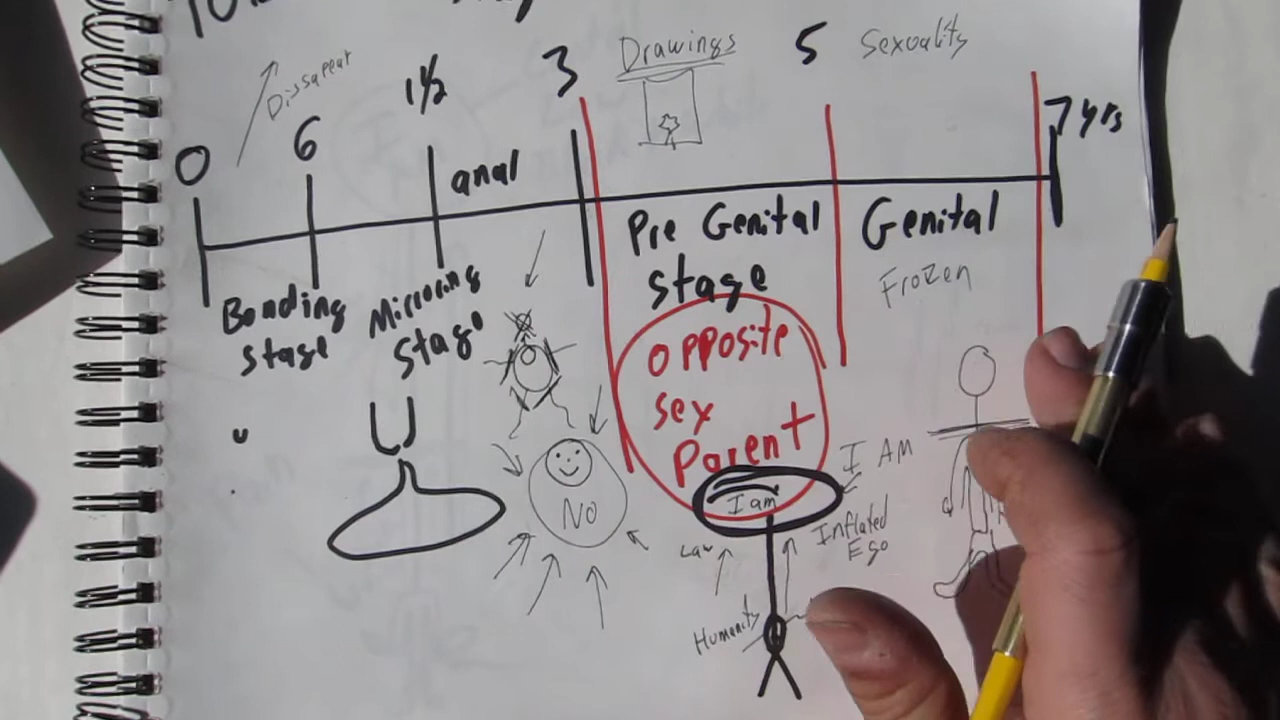 Dissapear
Drawings
5
Sexuality
0
6
1½
3
7 yrs
anal
Bonding
stage
Mirroring
stage
Pre Genital
stage
Genital
Frozen
opposite
sex
Parent
NO
I am
I AM
Inflated
Ego
Law
Humanity